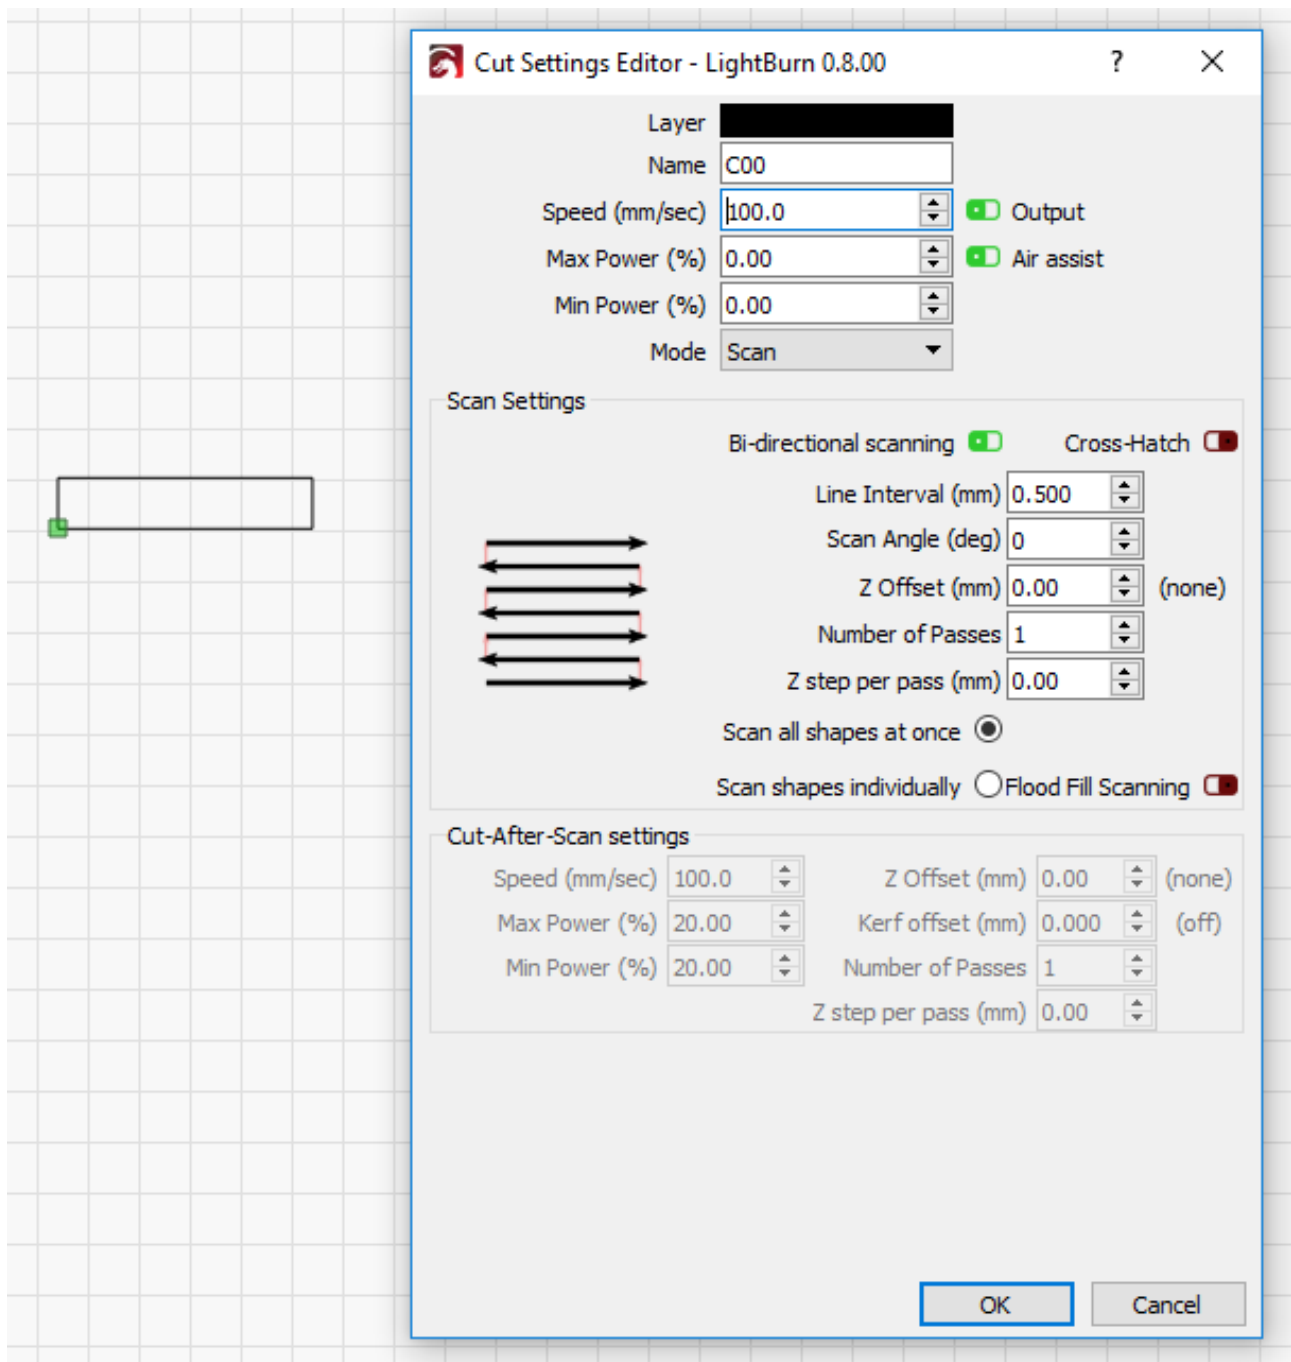 Cut Settings Editor - LightBurn 0.8.00 ?
Layer
Name C00
Speed (mm/sec) 100.0 Output
Max Power (%) 0.00 Air assist
Min Power (%) 0.00
Mode Scan
Scan Settings
Bi-directional scanning Cross-Hatch
Line Interval (mm) 0.500
Scan Angle (deg) 0
Z Offset (mm) 0.00 (none)
Number of Passes 1
Z step per pass (mm) 0.00
Scan all shapes at once
Scan shapes individually Flood Fill Scanning
Cut-After-Scan settings
Speed (mm/sec) 100.0 Z Offset (mm) 0.00 (none)
Max Power (%) 20.00 Kerf offset (mm) 0.000 (off)
Min Power (%) 20.00 Number of Passes 1
Z step per pass (mm) 0.00
OK Cancel